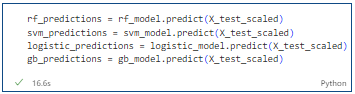 rf_predictions = rf_model.predict(X_test_scaled)
svm_predictions = svm_model.predict(X_test_scaled)
logistic_predictions = logistic_model.predict(X_test_scaled)
gb_predictions = gb_model.predict(X_test_scaled)
16.6s Python